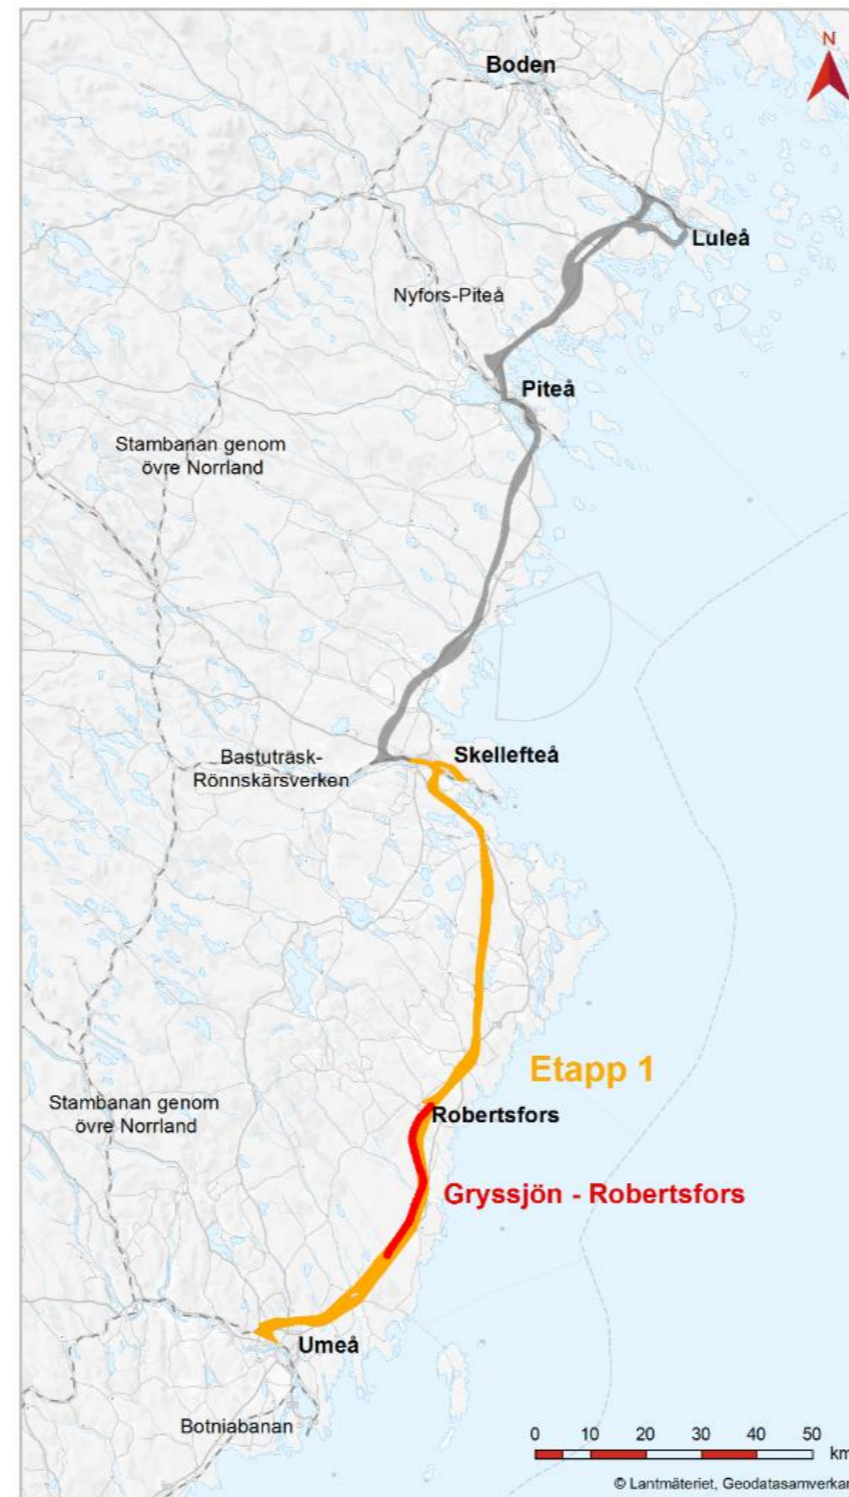 N
Boden
Luleå
Nyfors-Piteå
Piteå
Stambanan genom
övre Norrland
Skellefteå
Bastuträsk-
Rönnskärsverken
Etapp 1
Stambanan genom
övre Norrland
Robertsfors
Gryssjön - Robertsfors
Umeå
Botniabanan
0 10 20 30 40 50
km
© Lantmäteriet, Geodatasamverkan